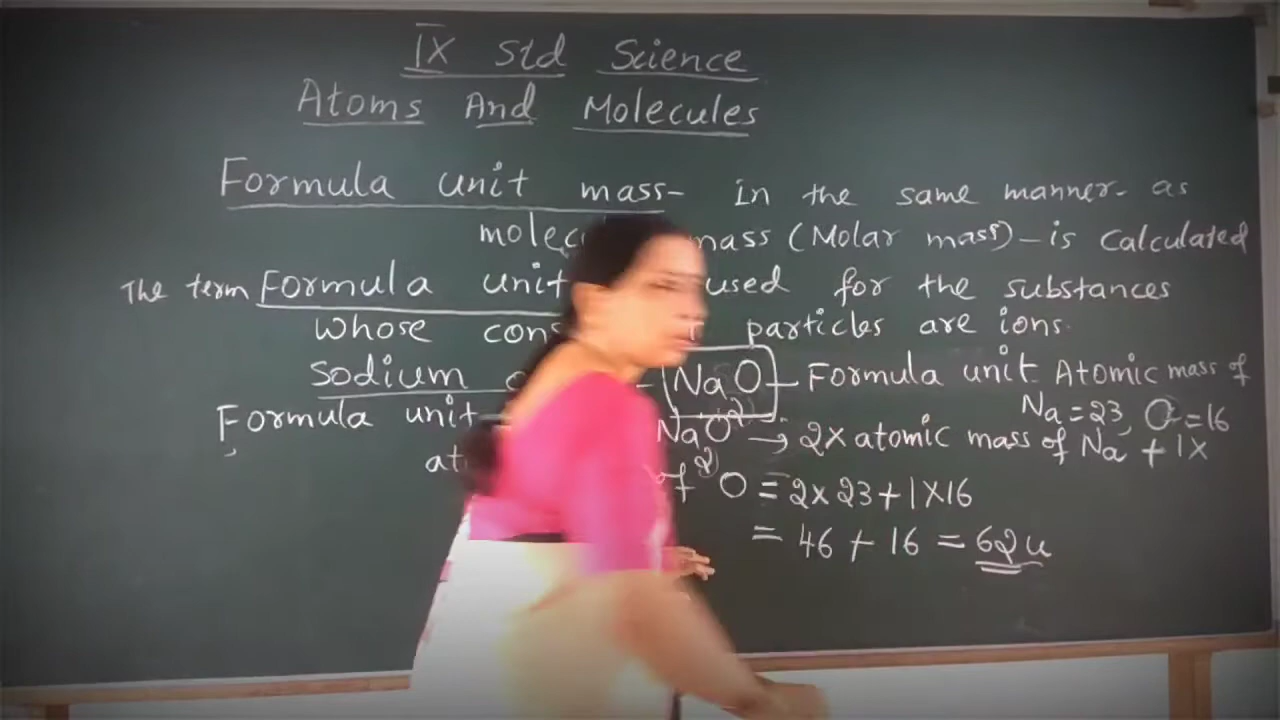 IX Std Science
Atoms And Molecules
Formula unit mass- in the same manner- as
mass (Molar mass) - is Calculated
The term Formula unit used for the substances
whose particles are ions.
Sodium Na2O - Formula unit Atomic mass of
Na = 23, O = 16
Formula unit Na2O → 2x atomic mass of Na + 1x
of O = 2x23+1x16
= 46 + 16 = 62u